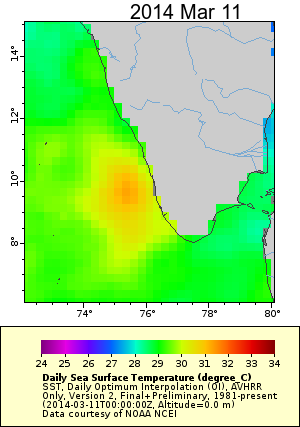 2014 Mar 11
14°
12°
10°
8°
74°
76°
78°
80°
24 25 26 27 28 29 30 31 32 33 34
Daily Sea Surface Temperature (degree_C)
SST, Daily Optimum Interpolation (OI), AVHRR
Only, Version 2, Final+Preliminary, 1981-present
(2014-03-11T00:00:00Z, Altitude=0.0 m)
Data courtesy of NOAA NCEI